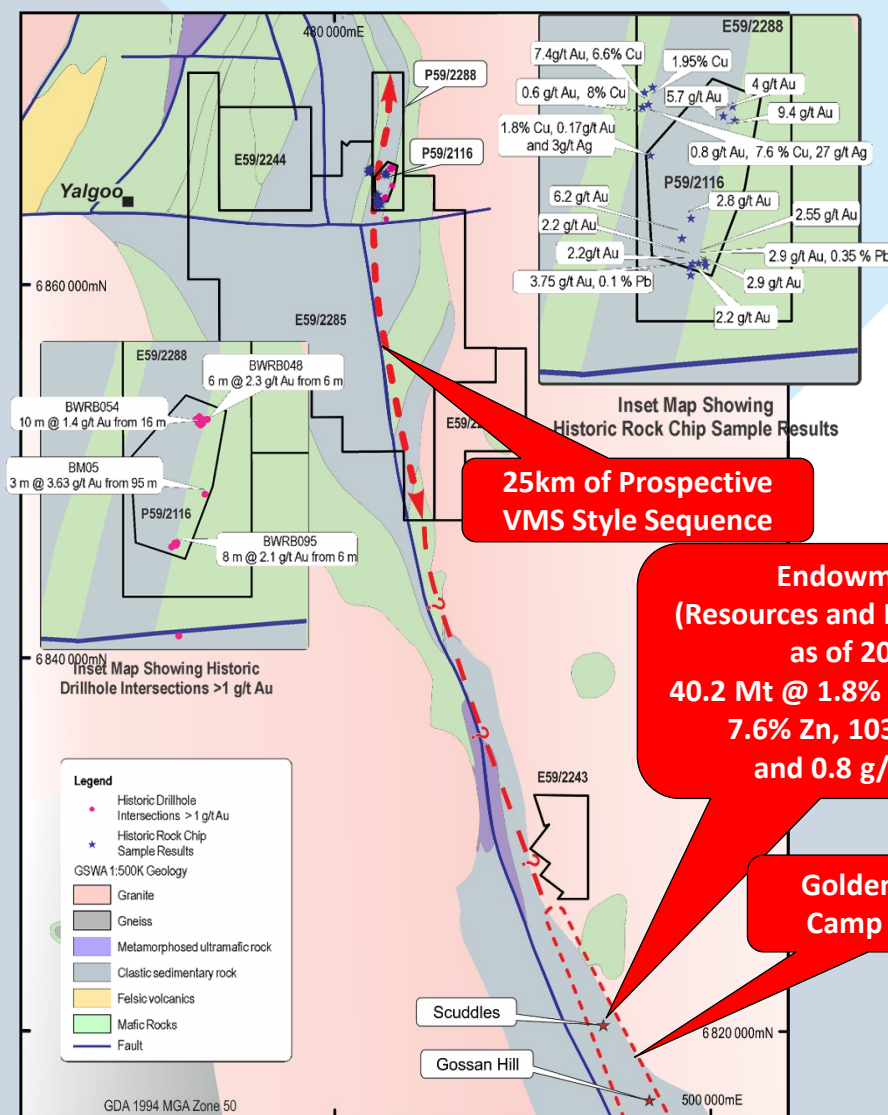 480 000mE
P59/2288
E59/2244
P59/2116
Yalgoo
6 860 000mN
E59/2285
E59/2288
7.4g/t Au, 6.6% Cu
1.95% Cu
0.6 g/t Au, 8% Cu
5.7 g/t Au
4 g/t Au
9.4 g/t Au
1.8% Cu, 0.17g/t Au
and 3g/t Ag
0.8 g/t Au, 7.6 % Cu, 27 g/t Ag
P59/2116
6.2 g/t Au
2.8 g/t Au
2.2 g/t Au
2.55 g/t Au
2.2g/t Au
2.9 g/t Au, 0.35 % Pb
3.75 g/t Au, 0.1 % Pb
2.9 g/t Au
2.2 g/t Au
Inset Map Showing
Historic Rock Chip Sample Results
E59/2288
BWRB048
6 m @ 2.3 g/t Au from 6 m
BWRB054
10 m @ 1.4 g/t Au from 16 m
BM05
3 m @ 3.63 g/t Au from 95 m
P59/2116
BWRB095
8 m @ 2.1 g/t Au from 6 m
6 840 000mN
Inset Map Showing Historic
Drillhole Intersections >1 g/t Au
25km of Prospective
VMS Style Sequence
(Resources and
as of
40.2 Mt @ 1.8%
7.6% Zn,
and 0.8
?
?
?
E59/2243
Golden
Camp
Scuddles
Gossan Hill
6 820 000mN
500 000mE
Legend
Historic Drillhole
Intersections > 1 g/t Au
Historic Rock Chip
Sample Results
GSWA 1:500K Geology
Granite
Gneiss
Metamorphosed ultramafic rock
Clastic sedimentary rock
Felsic volcanics
Mafic Rocks
Fault
GDA 1994 MGA Zone 50